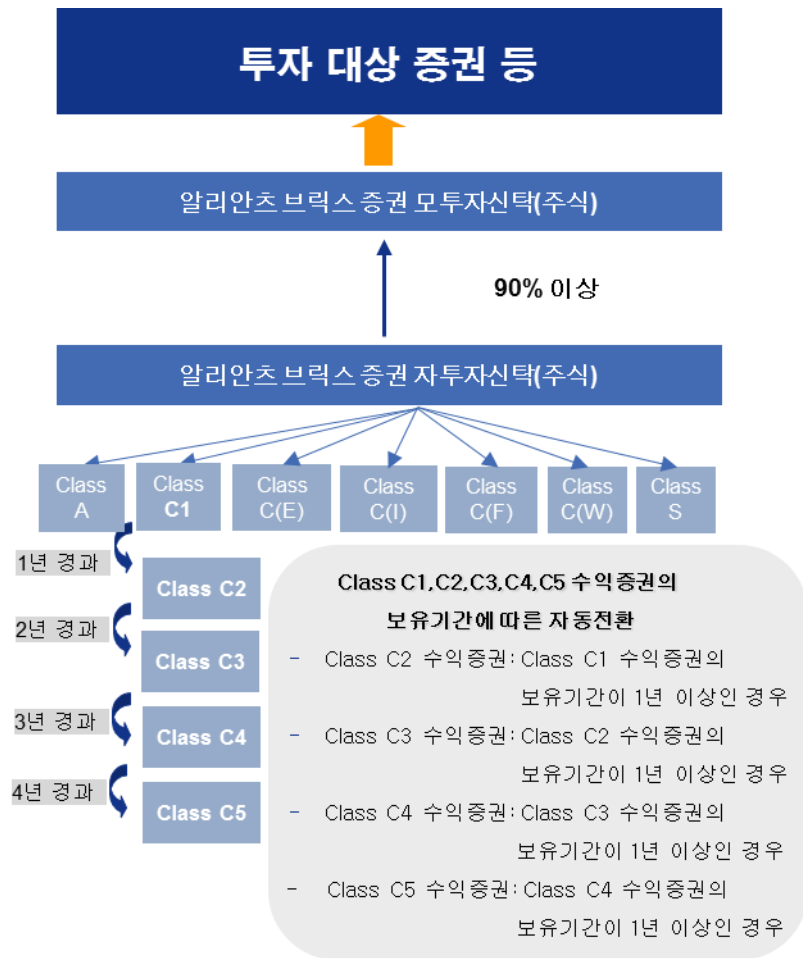 투자 대상 증권 등
알리안츠 브릭스 증권 모투자신탁(주식)
90% 이상
알리안츠 브릭스 증권 자투자신탁(주식)
Class A
Class C1
Class C(E)
Class C(I)
Class C(F)
Class C(W)
Class S
1년 경과
Class C2
2년 경과
Class C3
3년 경과
Class C4
4년 경과
Class C5
Class C1,C2,C3,C4,C5 수익증권의
보유기간에 따른 자동전환
- Class C2 수익증권: Class C1 수익증권의
보유기간이 1년 이상인 경우
- Class C3 수익증권: Class C2 수익증권의
보유기간이 1년 이상인 경우
- Class C4 수익증권: Class C3 수익증권의
보유기간이 1년 이상인 경우
- Class C5 수익증권: Class C4 수익증권의
보유기간이 1년 이상인 경우